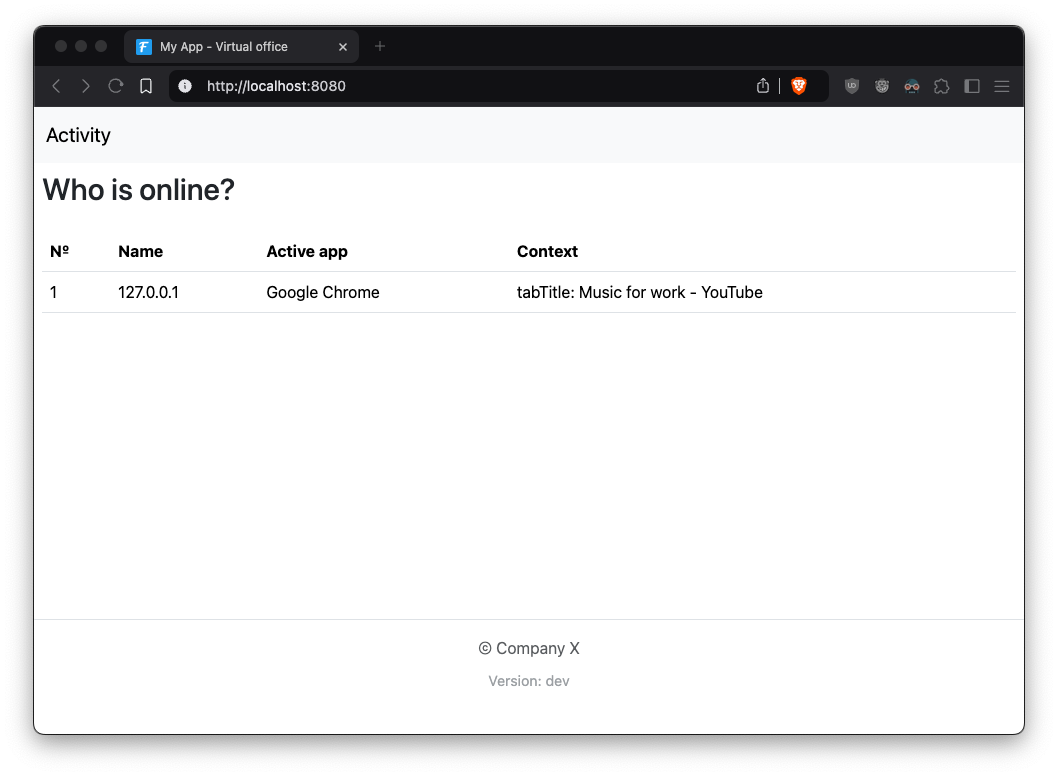 My App - Virtual office
http://localhost:8080
Activity
Who is online?
Nº Name Active app Context
1 127.0.0.1 Google Chrome tabTitle: Music for work - YouTube
© Company X
Version: dev